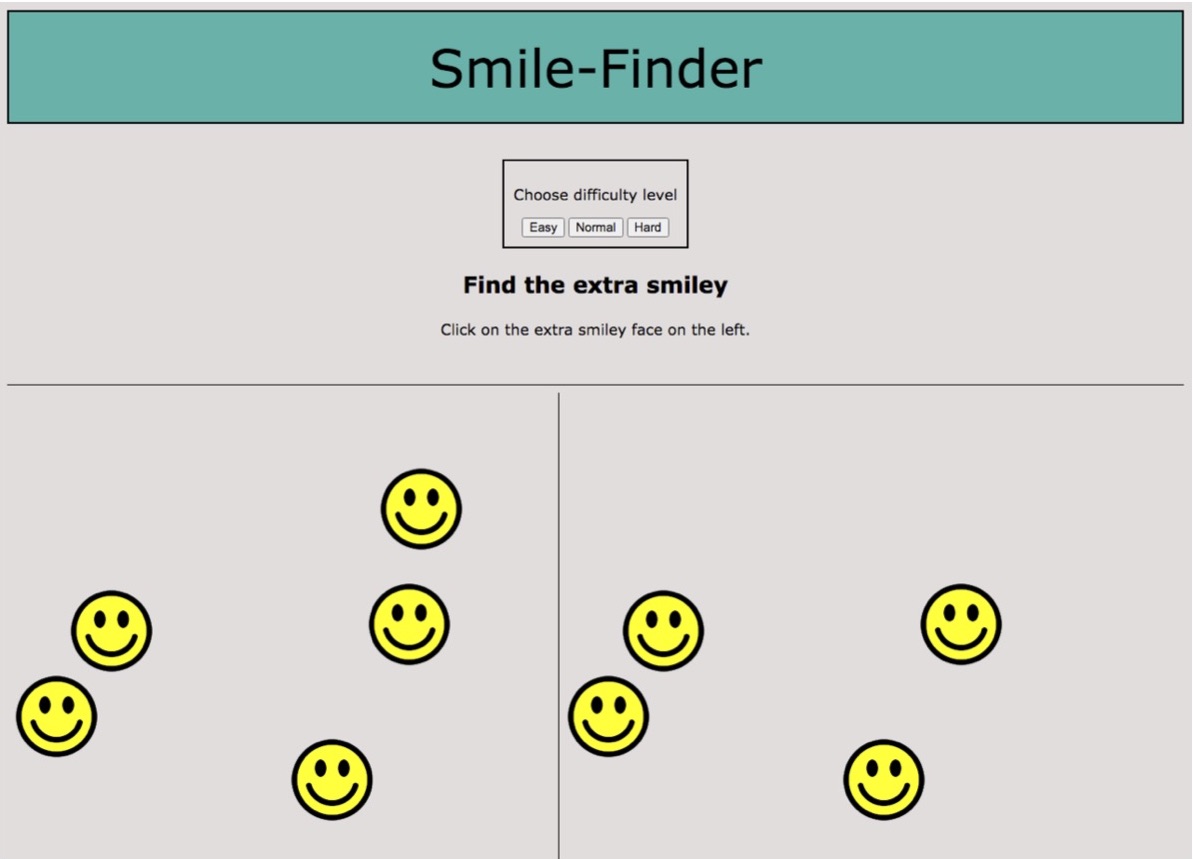 Smile-Finder
Choose difficulty level
Easy Normal Hard
Find the extra smiley
Click on the extra smiley face on the left.